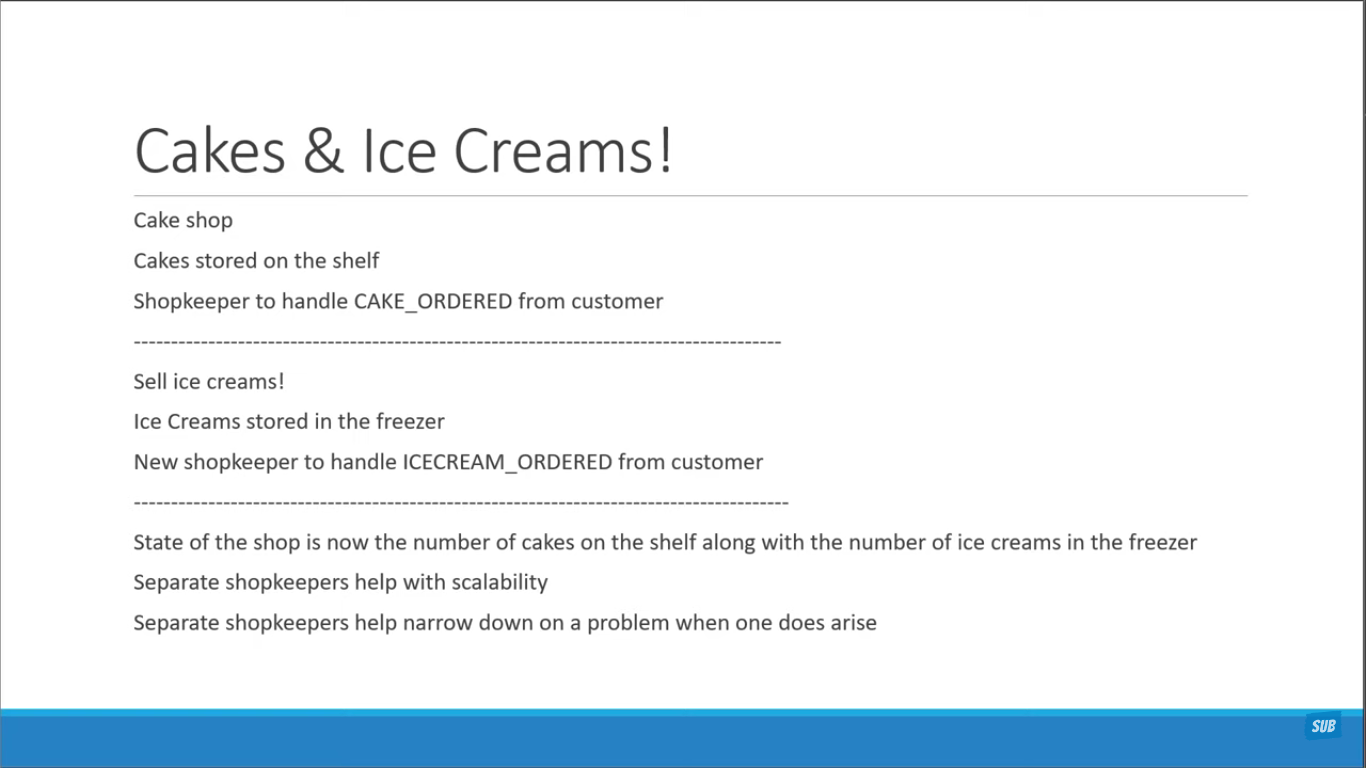 Cakes & Ice Creams!
Cake shop
Cakes stored on the shelf
Shopkeeper to handle CAKE_ORDERED from customer
---------------------------------------------------------------------------------------
Sell ice creams!
Ice Creams stored in the freezer
New shopkeeper to handle ICECREAM_ORDERED from customer
----------------------------------------------------------------------------------------
State of the shop is now the number of cakes on the shelf along with the number of ice creams in the freezer
Separate shopkeepers help with scalability
Separate shopkeepers help narrow down on a problem when one does arise
SUB